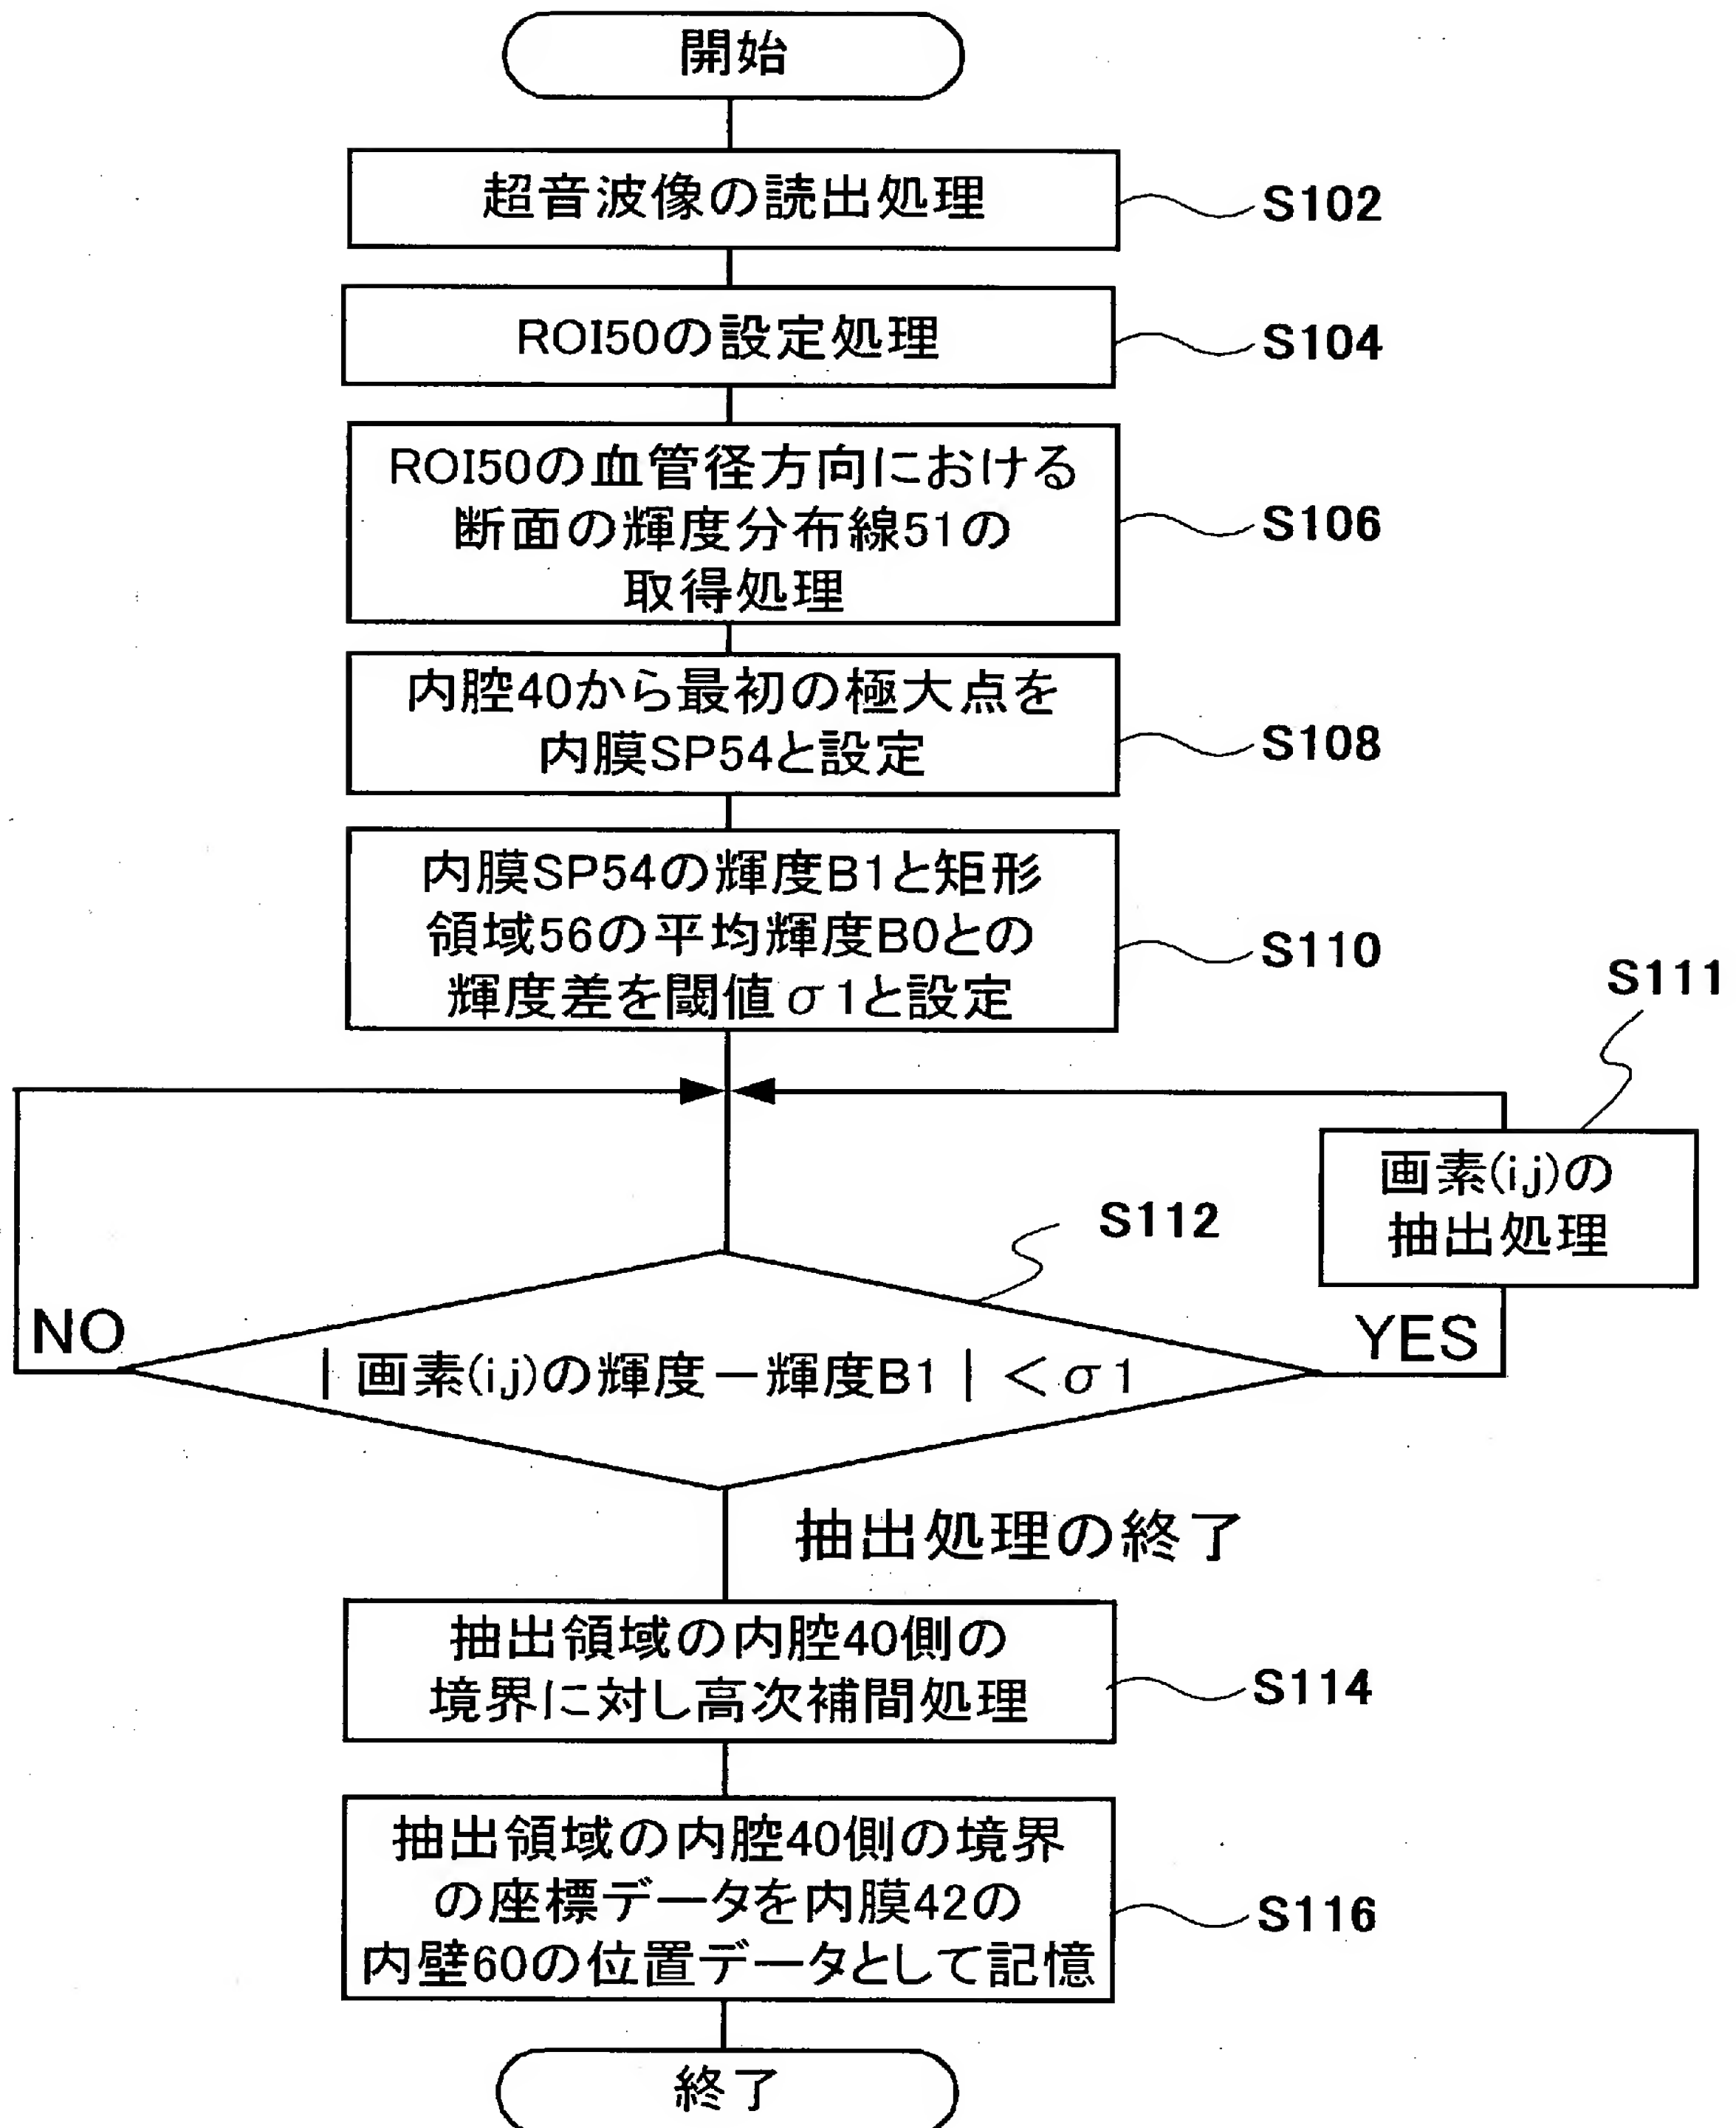 開始
超音波像の読出処理
S102
ROI50の設定処理
S104
ROI50の血管径方向における
断面の輝度分布線51の
取得処理
S106
内腔40から最初の極大点を
内膜SP54と設定
S108
内膜SP54の輝度B1と矩形
領域56の平均輝度B0との
輝度差を閾値σ1と設定
S110
S111
画素(i,j)の
抽出処理
S112
NO
YES
|画素(i,j)の輝度－輝度B1|＜σ1
抽出処理の終了
抽出領域の内腔40側の
境界に対し高次補間処理
S114
抽出領域の内腔40側の境界
の座標データを内膜42の
内壁60の位置データとして記憶
S116
終了